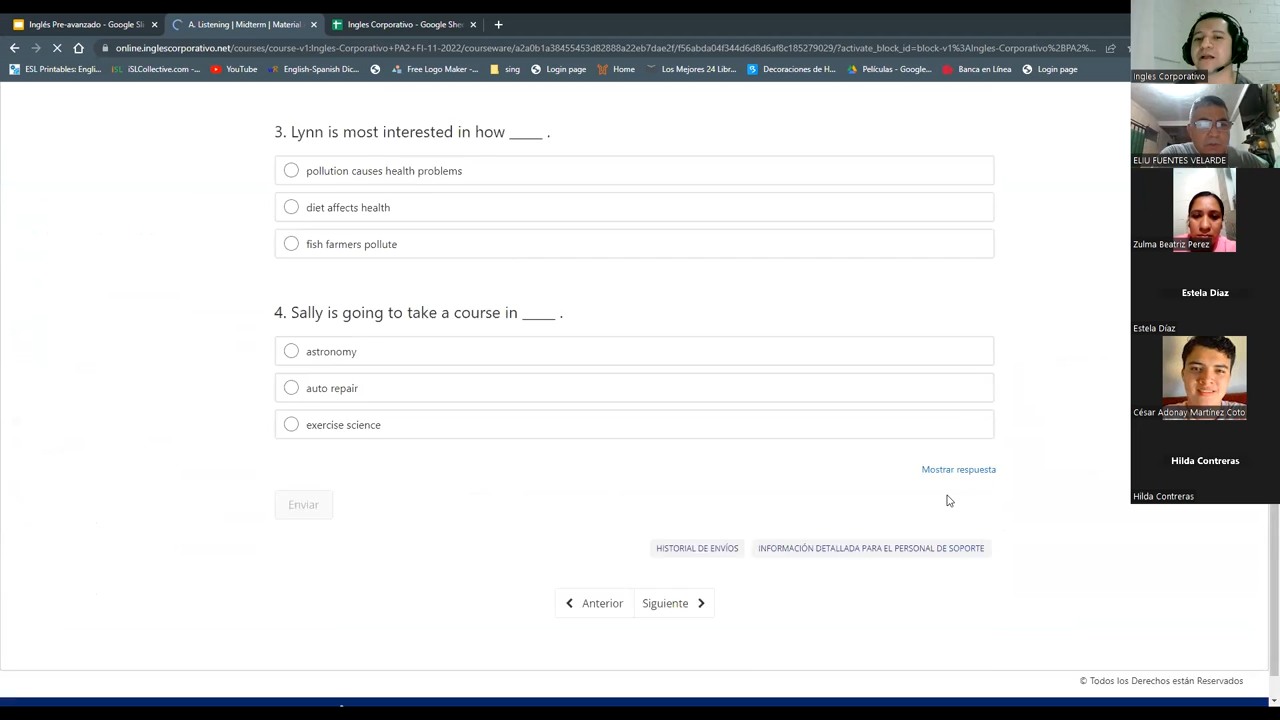 Inglés Pre-avanzado - Google Sli
A. Listening | Midterm | Material
Ingles Corporativo - Google She
online.inglescorporativo.net/courses/course-v1:Ingles-Corporativo+PA2+FI-11-2022/courseware/a2a0b1a38455453d82888a22eb7dae2f/f56abda04f344d6d8d6af8c185279029/?activate_block_id=block-v1%3AIngles-Corporativo%2BPA2%...
ESL Printables: Engli...
iSLCollective.com -...
YouTube
English-Spanish Dic...
Free Logo Maker -...
sing
Login page
Home
Los Mejores 24 Libr...
Decoraciones de H...
Películas - Google...
Banca en Línea
Login page
Ingles Corporativo
3. Lynn is most interested in how _____ .
pollution causes health problems
diet affects health
fish farmers pollute
4. Sally is going to take a course in _____ .
astronomy
auto repair
exercise science
Mostrar respuesta
Enviar
HISTORIAL DE ENVÍOS
INFORMACIÓN DETALLADA PARA EL PERSONAL DE SOPORTE
Anterior
Siguiente
© Todos los Derechos están Reservados
ELIU FUENTES VELARDE
Zulma Beatriz Perez
Estela Díaz
Estela Díaz
César Adonay Martínez Coto
Hilda Contreras
Hilda Contreras